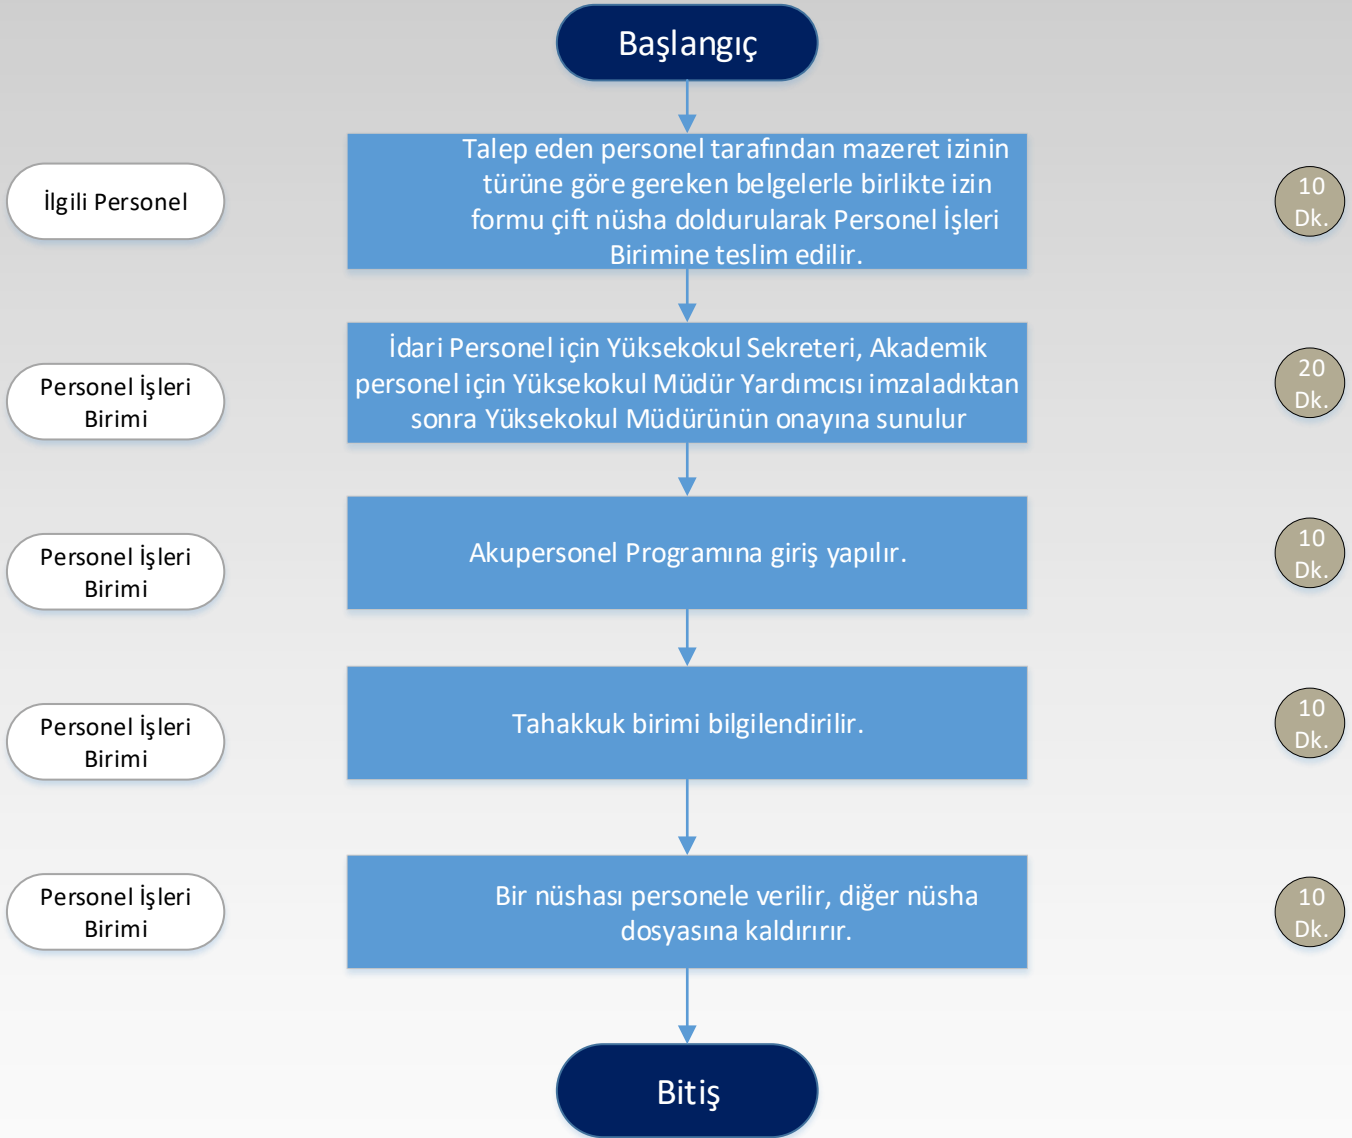 Başlangıç
İlgili Personel
Talep eden personel tarafından mazeret izinin
türüne göre gereken belgelerle birlikte izin
formu çift nüsha doldurularak Personel İşleri
Birimine teslim edilir.
10
Dk.
Personel İşleri
Birimi
İdari Personel için Yüksekokul Sekreteri, Akademik
personel için Yüksekokul Müdür Yardımcısı imzaladıktan
sonra Yüksekokul Müdürünün onayına sunulur
20
Dk.
Personel İşleri
Birimi
Akupersonel Programına giriş yapılır.
10
Dk.
Personel İşleri
Birimi
Tahakkuk birimi bilgilendirilir.
10
Dk.
Personel İşleri
Birimi
Bir nüshası personele verilir, diğer nüsha
dosyasına kaldırırır.
10
Dk.
Bitiş